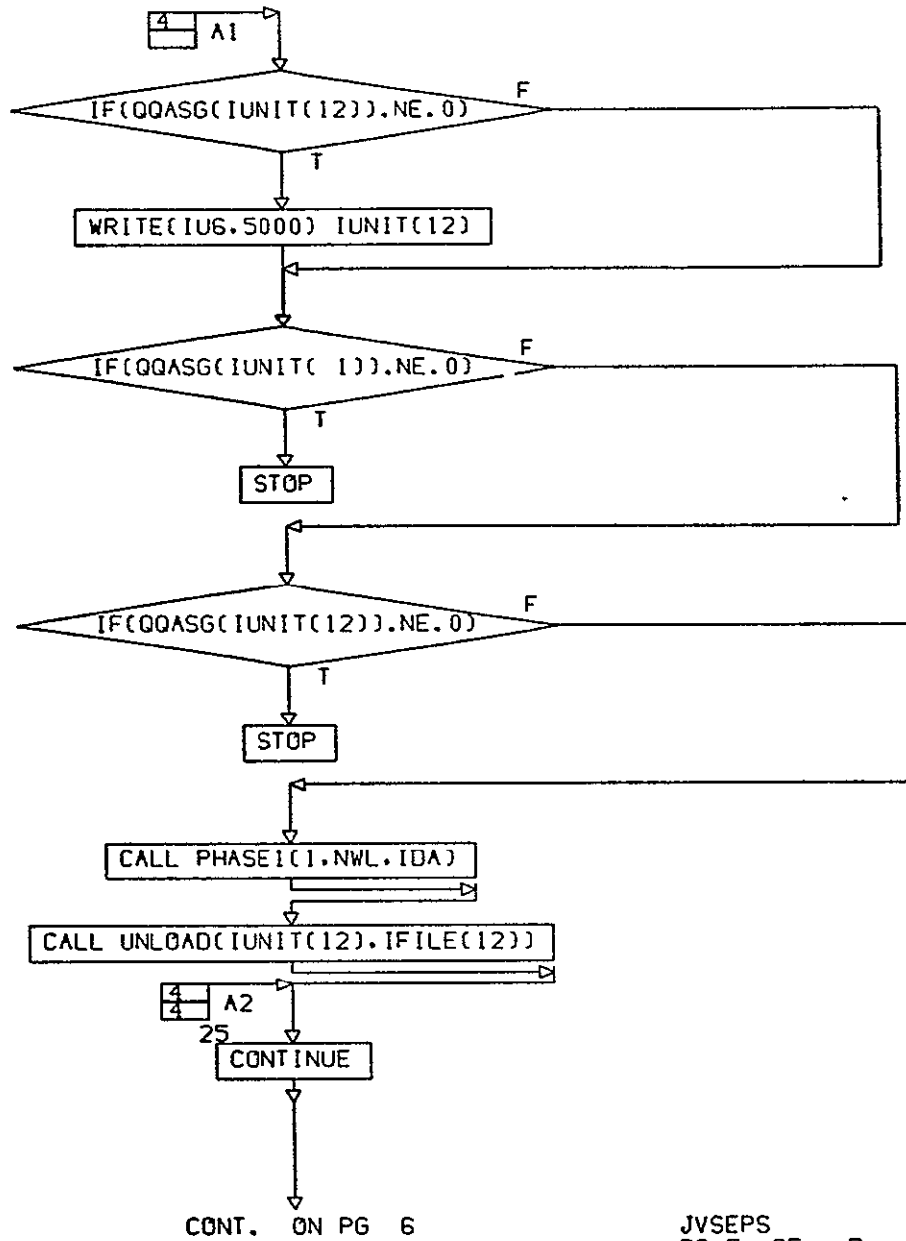 4 A1
IF(QQASG(IUNIT(12)).NE.0) F
T
WRITE(IU6.5000) IUNIT(12)
IF(QQASG(IUNIT( 1)).NE.0) F
T
STOP
IF(QQASG(IUNIT(12)).NE.0) F
T
STOP
CALL PHASE1(1.NWL.IDA)
CALL UNLOAD(IUNIT(12).IFILE(12))
4
4 A2
25
CONTINUE
CONT. ON PG 6
JVSEPS